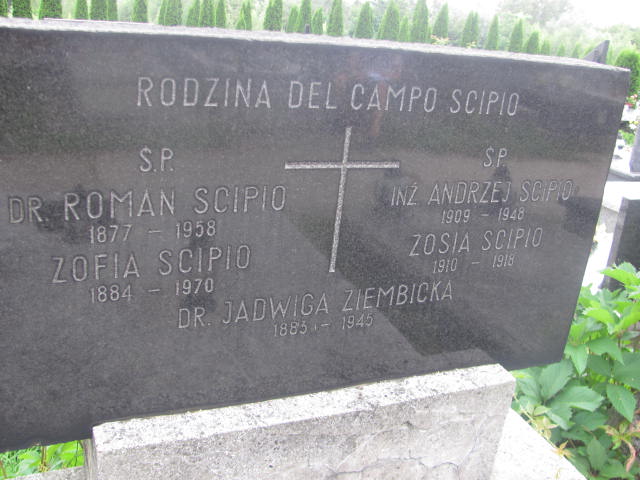 RODZINA DEL CAMPO SCIPIO
Ś.P.
DR. ROMAN SCIPIO
1877 - 1958
ZOFIA SCIPIO
1884 - 1970
Ś.P.
INŻ ANDRZEJ SCIPIO
1909 - 1948
ZOSIA SCIPIO
1910 - 1918
DR. JADWIGA ZIEMBICKA
1883 - 1945